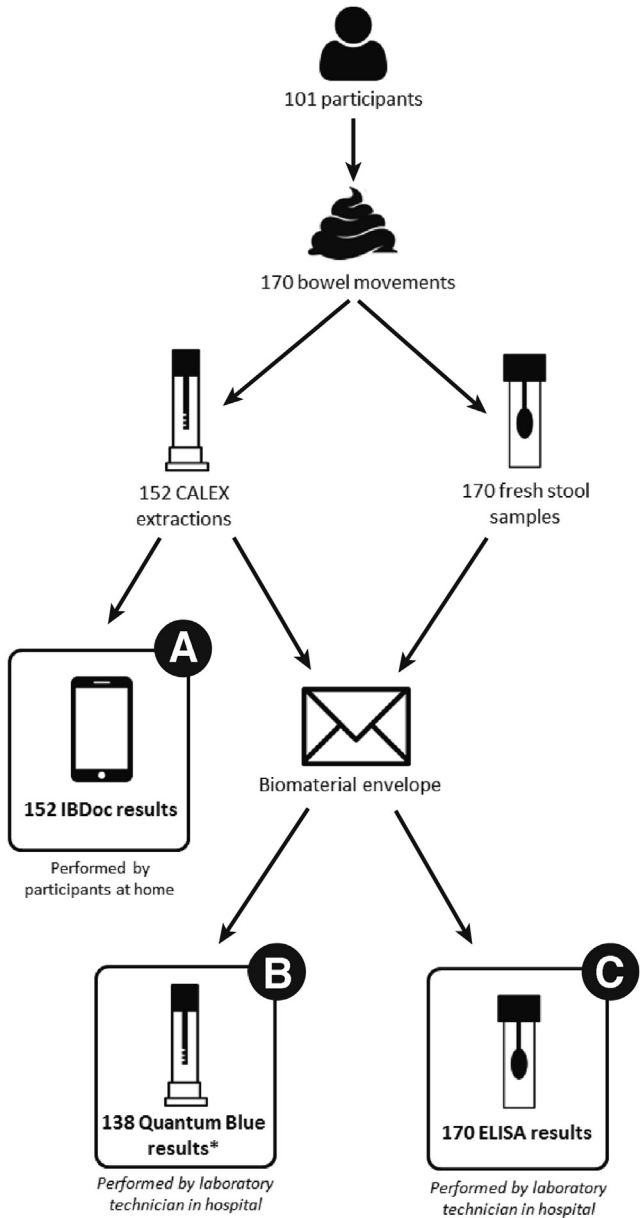 101 participants
170 bowel movements
152 CALEX
extractions
170 fresh stool
samples
A
152 IBDoc results
Performed by
participants at home
Biomaterial envelope
B
138 Quantum Blue
results*
Performed by laboratory
technician in hospital
C
170 ELISA results
Performed by laboratory
technician in hospital